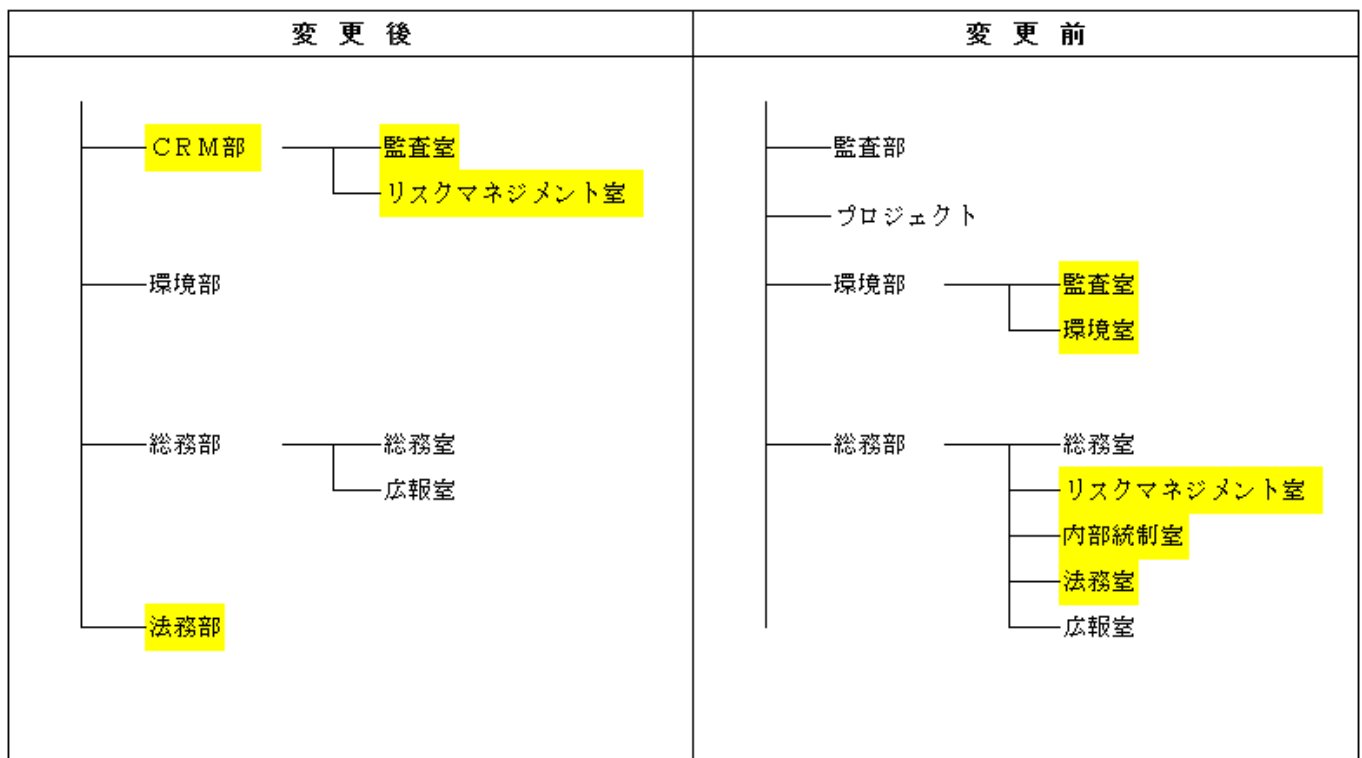 変更後
ＣＲＭ部
監査室
リスクマネジメント室
環境部
総務部
総務室
広報室
法務部
変更前
監査部
プロジェクト
環境部
監査室
環境室
総務部
総務室
リスクマネジメント室
内部統制室
法務室
広報室